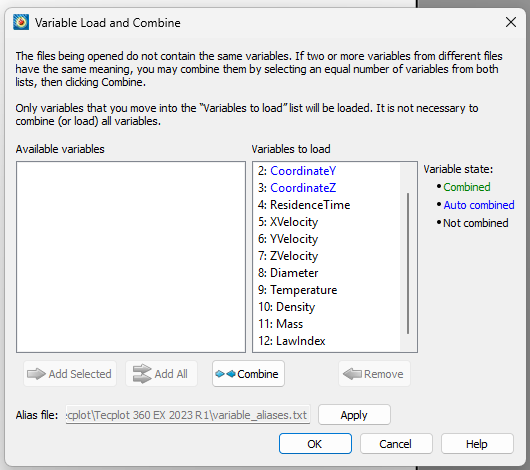 Variable Load and Combine
The files being opened do not contain the same variables. If two or more variables from different files
have the same meaning, you may combine them by selecting an equal number of variables from both
lists, then clicking Combine.
Only variables that you move into the "Variables to load" list will be loaded. It is not necessary to
combine (or load) all variables.
Available variables
Variables to load
2: CoordinateY
3: CoordinateZ
4: ResidenceTime
5: XVelocity
6: YVelocity
7: ZVelocity
8: Diameter
9: Temperature
10: Density
11: Mass
12: LawIndex
Variable state:
• Combined
• Auto combined
• Not combined
Add Selected
Add All
Combine
Remove
Alias file:
:cplot\Tecplot 360 EX 2023 R1\variable_aliases.txt
Apply
OK
Cancel
Help